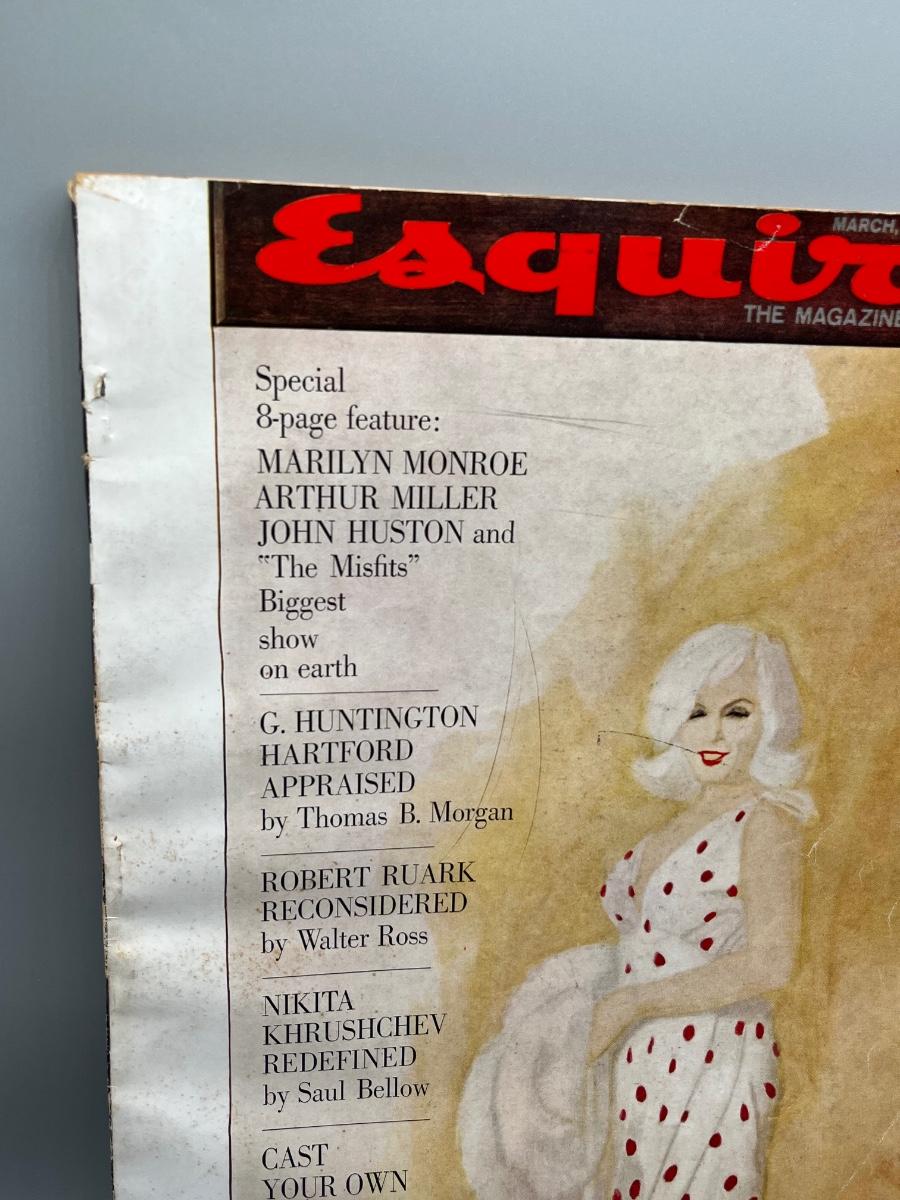 Esquir
MARCH,
THE MAGAZINE
Special
8-page feature:
MARILYN MONROE
ARTHUR MILLER
JOHN HUSTON and
“The Misfits”
Biggest
show
on earth
G. HUNTINGTON
HARTFORD
APPRAISED
by Thomas B. Morgan
ROBERT RUARK
RECONSIDERED
by Walter Ross
NIKITA
KHRUSHCHEV
REDEFINED
by Saul Bellow
CAST
YOUR OWN